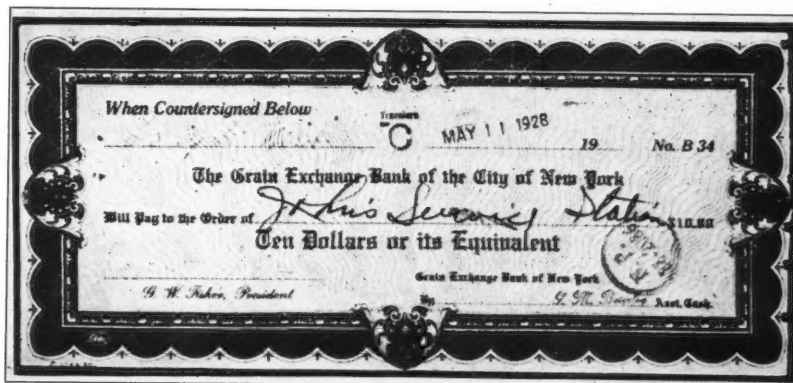 When Countersigned Below
Travelers
C
MAY 11 1928 19 No. B 34
The Grain Exchange Bank of the City of New York
Will Pay to the Order of Service Station $10.00
Ten Dollars or its Equivalent
Grain Exchange Bank of New York
G. W. Fisher, President By Asst. Cash.